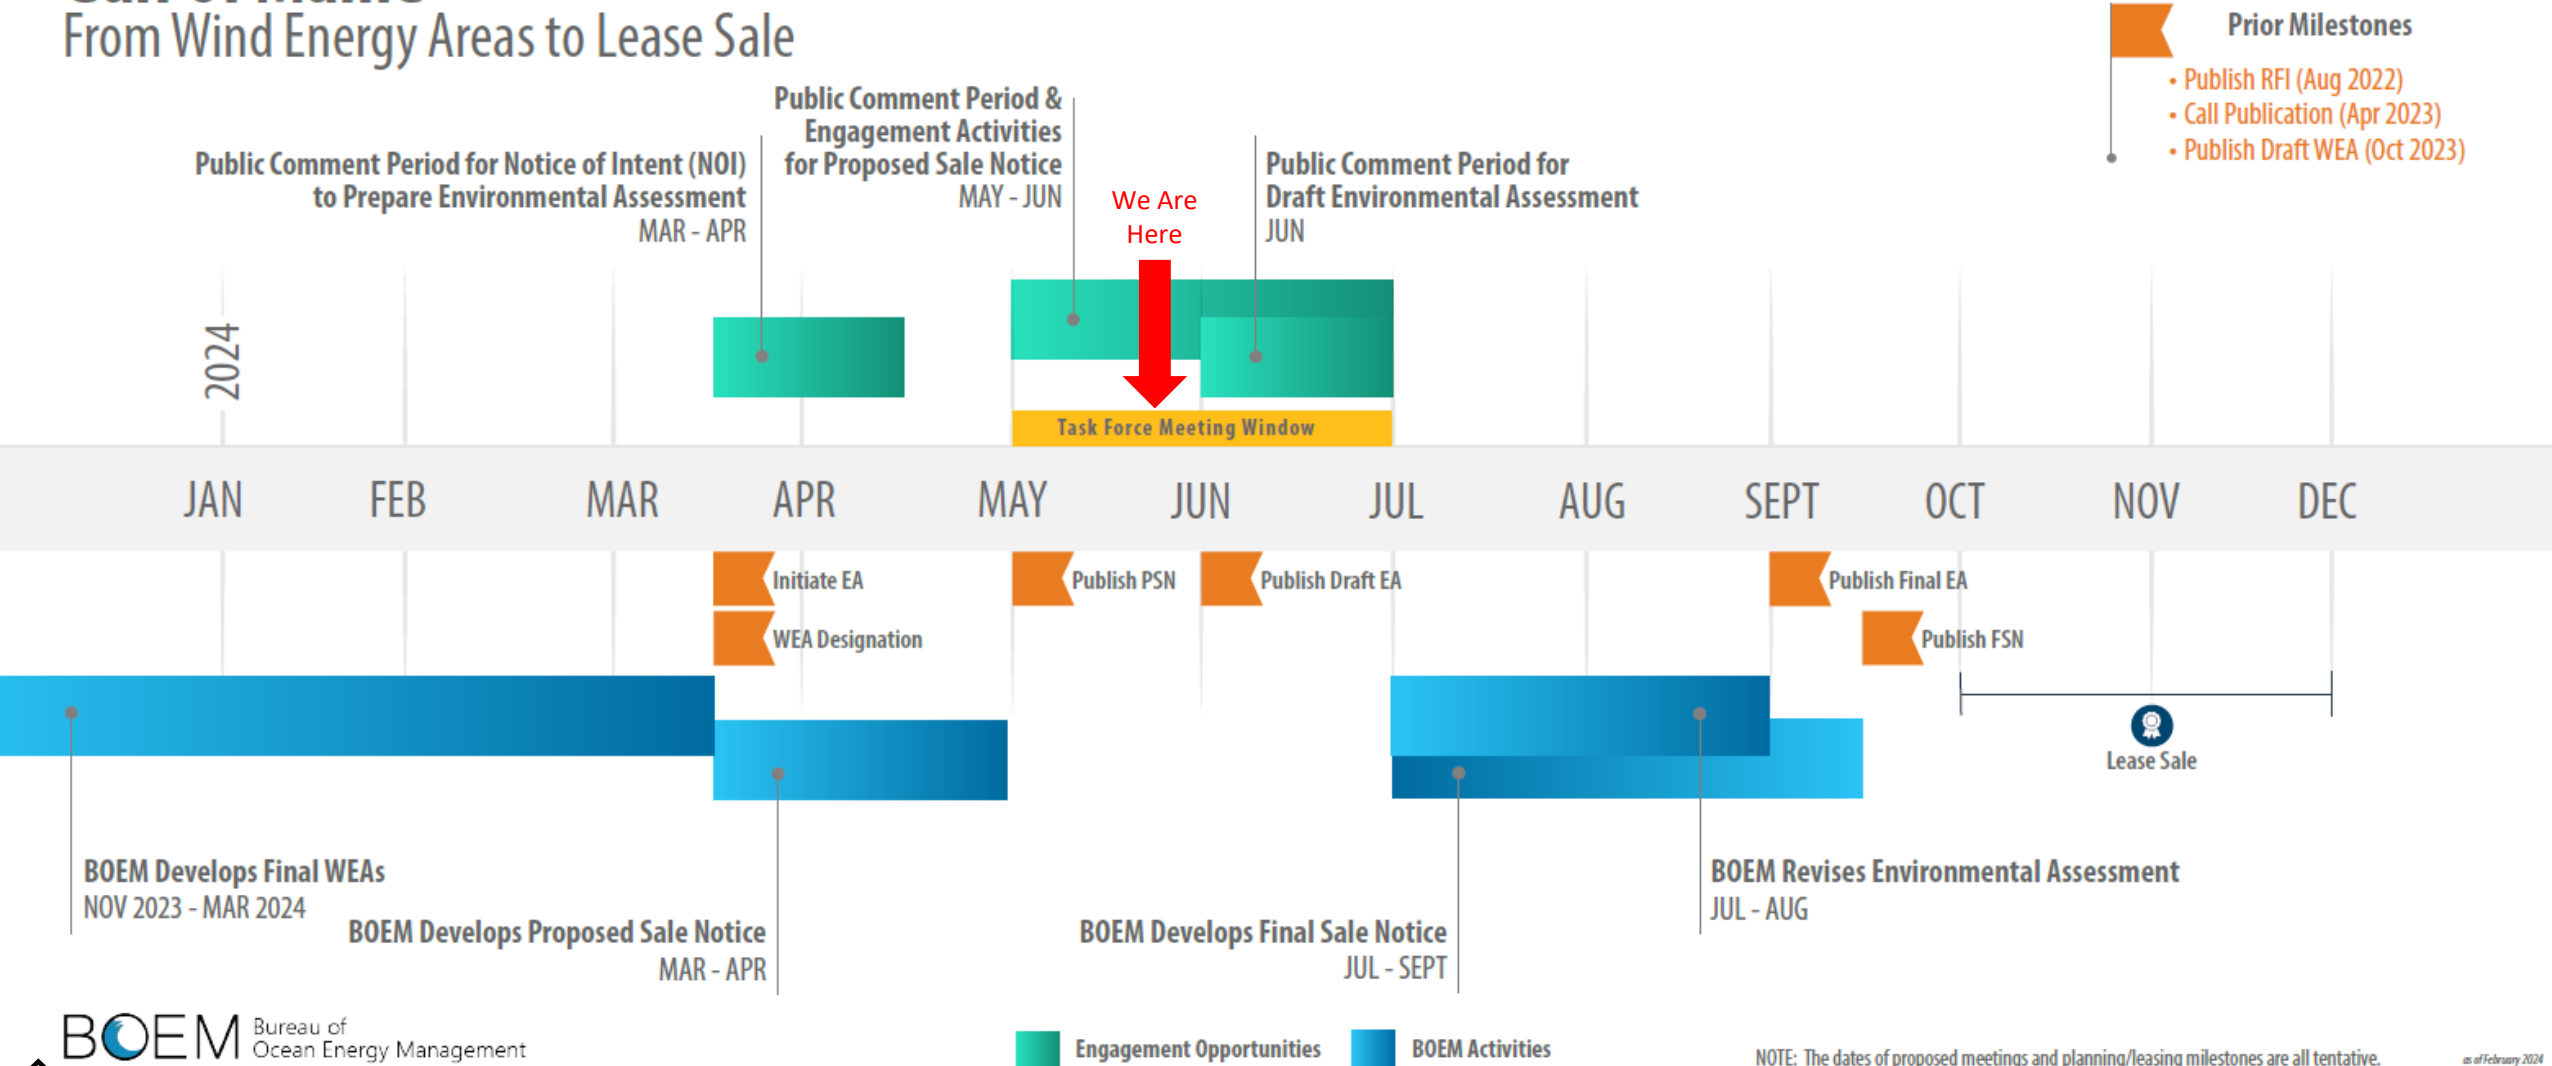 Gulf of Maine
From Wind Energy Areas to Lease Sale
Prior Milestones
• Publish RFI (Aug 2022)
• Call Publication (Apr 2023)
• Publish Draft WEA (Oct 2023)
Public Comment Period for Notice of Intent (NOI)
to Prepare Environmental Assessment
MAR - APR
Public Comment Period &
Engagement Activities
for Proposed Sale Notice
MAY - JUN
We Are
Here
Public Comment Period for
Draft Environmental Assessment
JUN
2024
Task Force Meeting Window
JAN FEB MAR APR MAY JUN JUL AUG SEPT OCT NOV DEC
Initiate EA
WEA Designation
Publish PSN
Publish Draft EA
Publish Final EA
Publish FSN
Lease Sale
BOEM Develops Final WEAs
NOV 2023 - MAR 2024
BOEM Develops Proposed Sale Notice
MAR - APR
BOEM Develops Final Sale Notice
JUL - SEPT
BOEM Revises Environmental Assessment
JUL - AUG
BOEM
Bureau of
Ocean Energy Management
Engagement Opportunities
BOEM Activities
NOTE: The dates of proposed meetings and planning/leasing milestones are all tentative.
as of February 2024